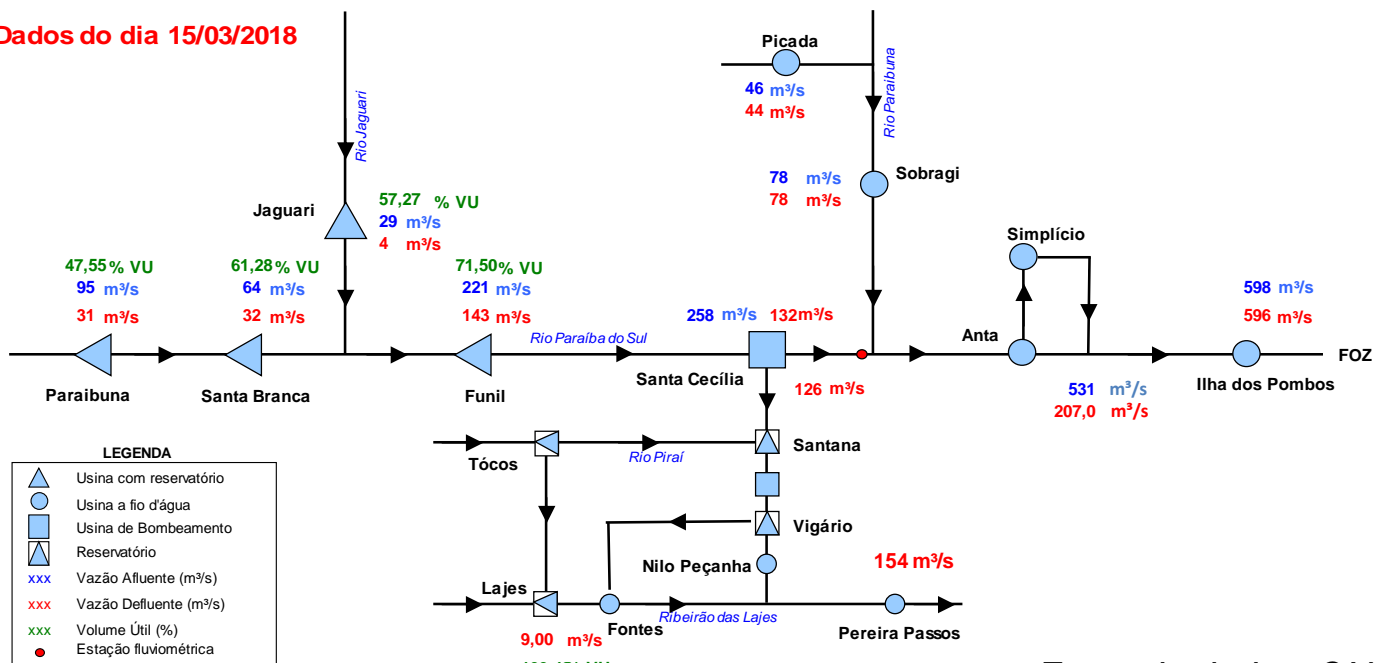 Dados do dia 15/03/2018
Picada
46 m³/s
44 m³/s
Rio Paraibuna
Rio Jaguari
78 m³/s
78 m³/s
Sobragi
Jaguari
57,27 % VU
29 m³/s
4 m³/s
Simplício
47,55 % VU
95 m³/s
31 m³/s
61,28 % VU
64 m³/s
32 m³/s
71,50 % VU
221 m³/s
143 m³/s
258 m³/s 132 m³/s
598 m³/s
596 m³/s
Rio Paraíba do Sul
Anta
FOZ
Paraibuna
Santa Branca
Funil
Santa Cecília
126 m³/s
531 m³/s
207,0 m³/s
Ilha dos Pombos
Tócos
Rio Piraí
Santana
Vigário
Nilo Peçanha
154 m³/s
Lajes
Fontes
Ribeirão das Lajes
Pereira Passos
9,00 m³/s
LEGENDA
Usina com reservatório
Usina a fio d'água
Usina de Bombeamento
Reservatório
xxx Vazão Afluente (m³/s)
xxx Vazão Defluente (m³/s)
xxx Volume Útil (%)
Estação fluviométrica